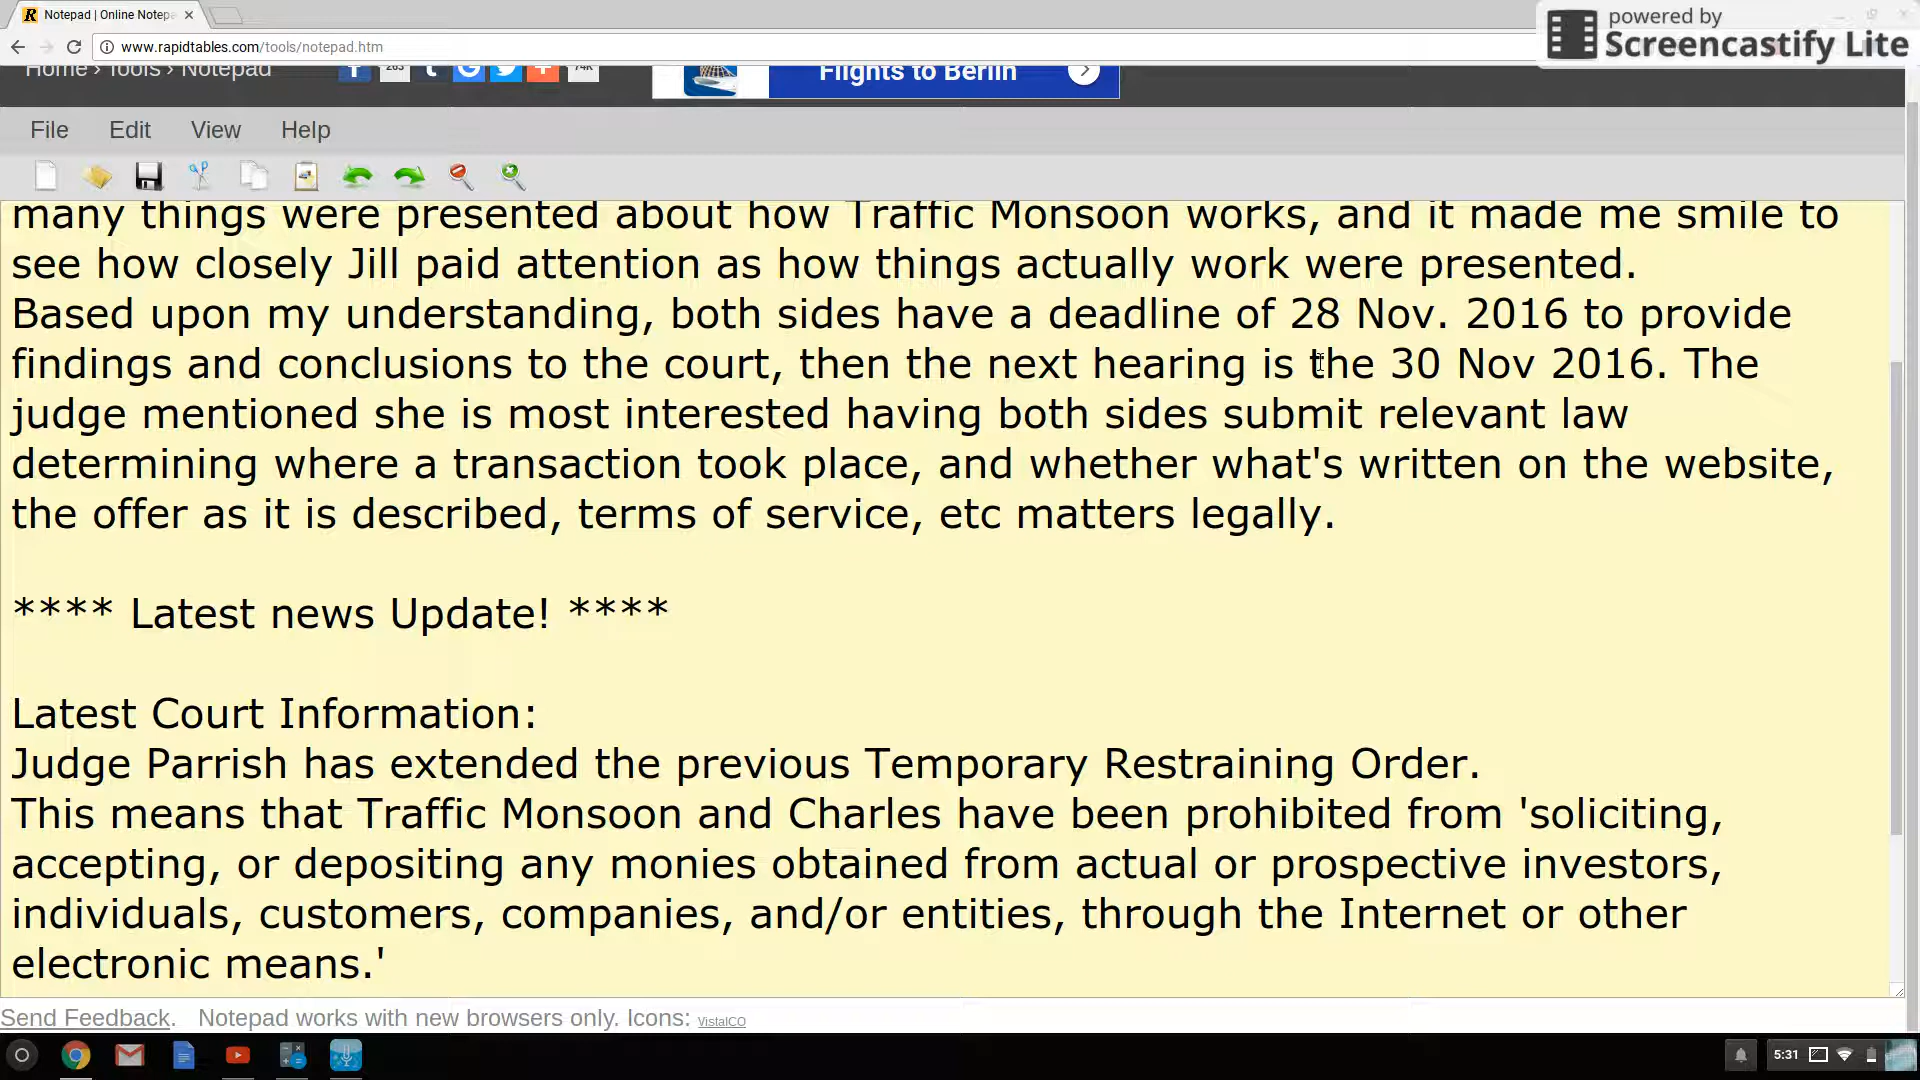 Notepad | Online Notep
powered by
Screencastify Lite
www.rapidtables.com/tools/notepad.htm
Home › Tools › Notepad
Flights to Berlin
File Edit View Help
many things were presented about how Traffic Monsoon works, and it made me smile to
see how closely Jill paid attention as how things actually work were presented.
Based upon my understanding, both sides have a deadline of 28 Nov. 2016 to provide
findings and conclusions to the court, then the next hearing is the 30 Nov 2016. The
judge mentioned she is most interested having both sides submit relevant law
determining where a transaction took place, and whether what's written on the website,
the offer as it is described, terms of service, etc matters legally.
**** Latest news Update! ****
Latest Court Information:
Judge Parrish has extended the previous Temporary Restraining Order.
This means that Traffic Monsoon and Charles have been prohibited from 'soliciting,
accepting, or depositing any monies obtained from actual or prospective investors,
individuals, customers, companies, and/or entities, through the Internet or other
electronic means.'
Send Feedback. Notepad works with new browsers only. Icons: VistaICO
5:31